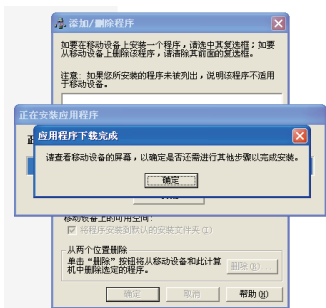 添加/删除程序
如要在移动设备上安装一个程序，请选中其复选框；如要
从移动设备上删除该程序，请清除其前面的复选框。
注意：如果您所安装的程序未被列出，说明该程序不适用
于移动设备。
正在安装应用程序
应用程序下载完成
请查看移动设备的屏幕，以确定是否还需进行其他步骤以完成安装。
确定
移动设备上的可用空间：
将程序安装到默认的安装文件夹(I)
从两个位置删除
单击“删除”按钮将从移动设备和此计算
机中删除选定的程序。
删除(R)
确定
取消
帮助(H)